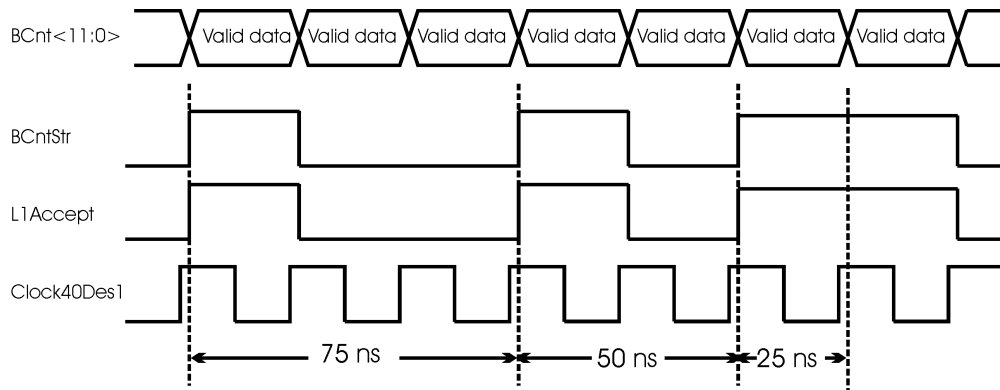 BCnt<11:0>
Valid data Valid data Valid data Valid data Valid data Valid data Valid data
BCntStr
L1Accept
Clock40Des1
75 ns 50 ns 25 ns